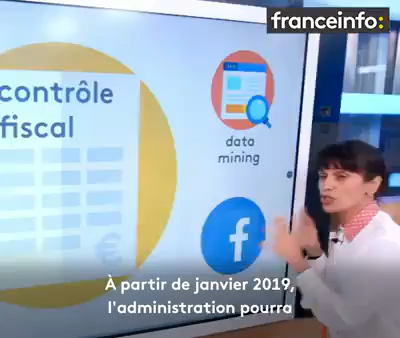 franceinfo:
contrôle
fiscal
data
mining
f
€
À partir de janvier 2019,
l'administration pourra